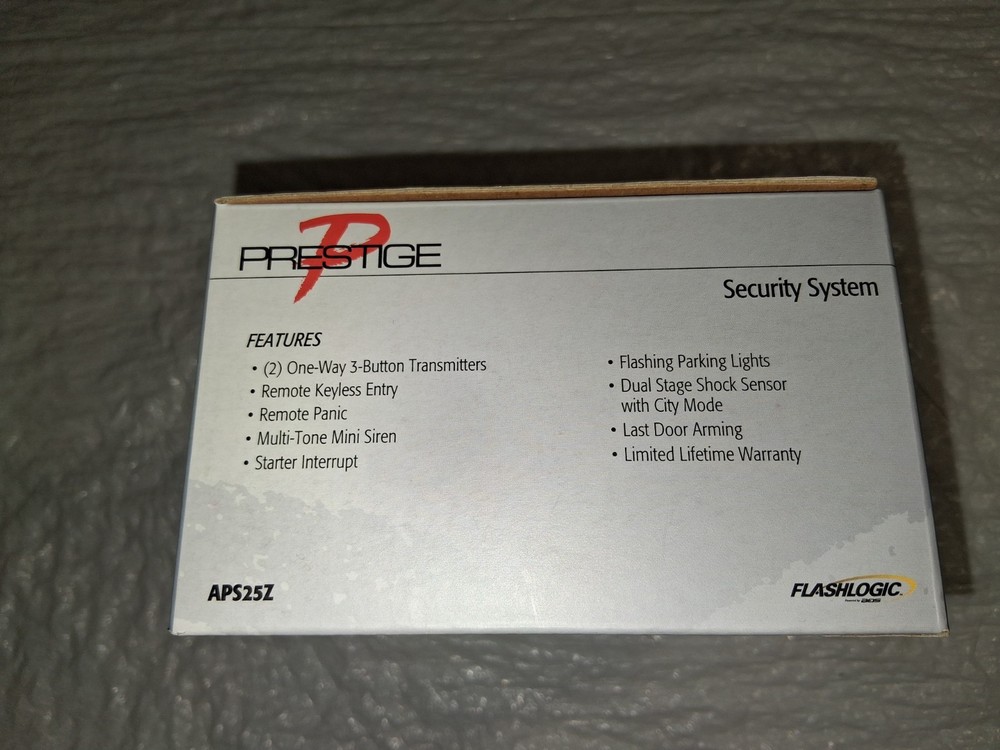 PRESTIGE
Security System
FEATURES
• (2) One-Way 3-Button Transmitters
• Remote Keyless Entry
• Remote Panic
• Multi-Tone Mini Siren
• Starter Interrupt
• Flashing Parking Lights
• Dual Stage Shock Sensor
with City Mode
• Last Door Arming
• Limited Lifetime Warranty
APS25Z
FLASHLOGIC